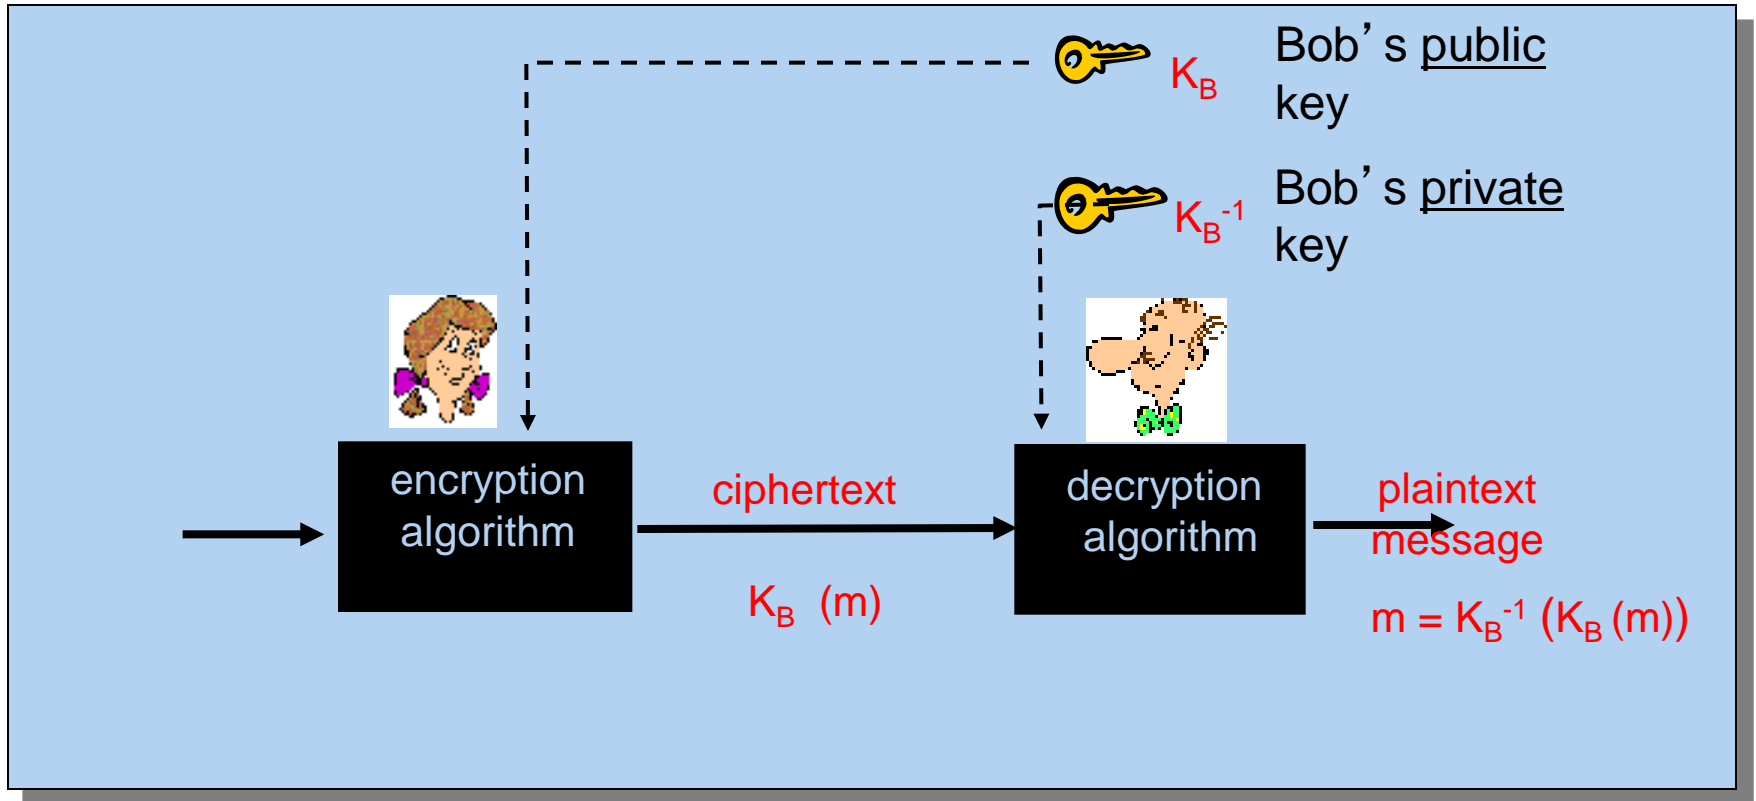 K_B
Bob's public
key
K_B^-1
Bob's private
key
encryption
algorithm
ciphertext
K_B (m)
decryption
algorithm
plaintext
message
m = K_B^-1 (K_B (m))